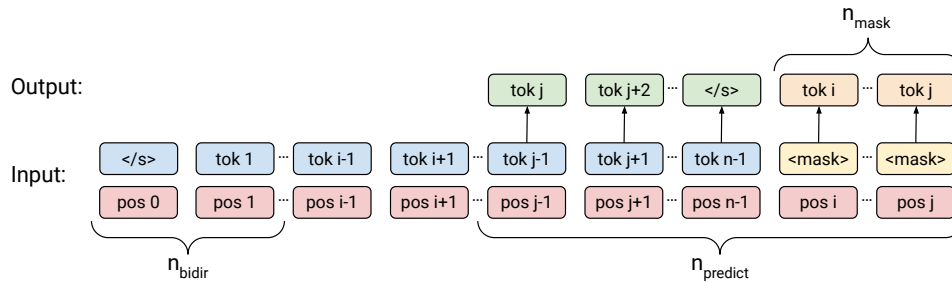 n_mask
Output: tok j tok j+2 ... </s> tok i ... tok j
Input: </s> tok 1 ... tok i-1 tok i+1 ... tok j-1 tok j+1 ... tok n-1 <mask> ... <mask>
pos 0 pos 1 ... pos i-1 pos i+1 ... pos j-1 pos j+1 ... pos n-1 pos i ... pos j
n_bidir n_predict